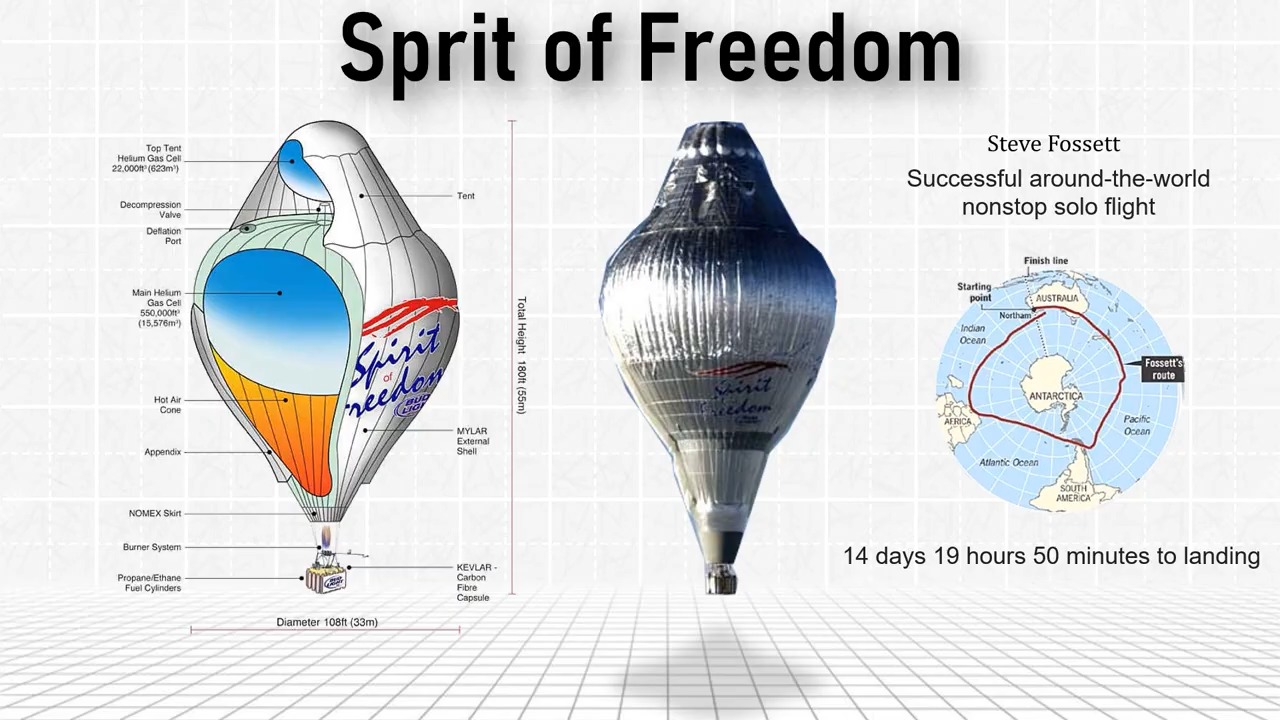 Sprit of Freedom
Top Tent
Helium Gas Cell
22,000ft³(623m³)
Decompression
Valve
Deflation
Port
Main Helium
Gas Cell
550,000ft³
(15,576m³)
Hot Air
Cone
Appendix
NOMEX Skirt
Burner System
Propane/Ethane
Fuel Cylinders
Tent
Spirit
of
reedom
BUD
LIGHT
MYLAR
External
Shell
KEVLAR -
Carbon
Fibre
Capsule
Total Height 180ft (55m)
Diameter 108ft (33m)
Spirit
Freedom
Steve Fossett
Successful around-the-world
nonstop solo flight
Finish line
Starting
point
AUSTRALIA
Northam
Indian
Ocean
Fossett's
route
ANTARCTICA
AFRICA
Pacific
Ocean
Atlantic Ocean
SOUTH
AMERICA
14 days 19 hours 50 minutes to landing